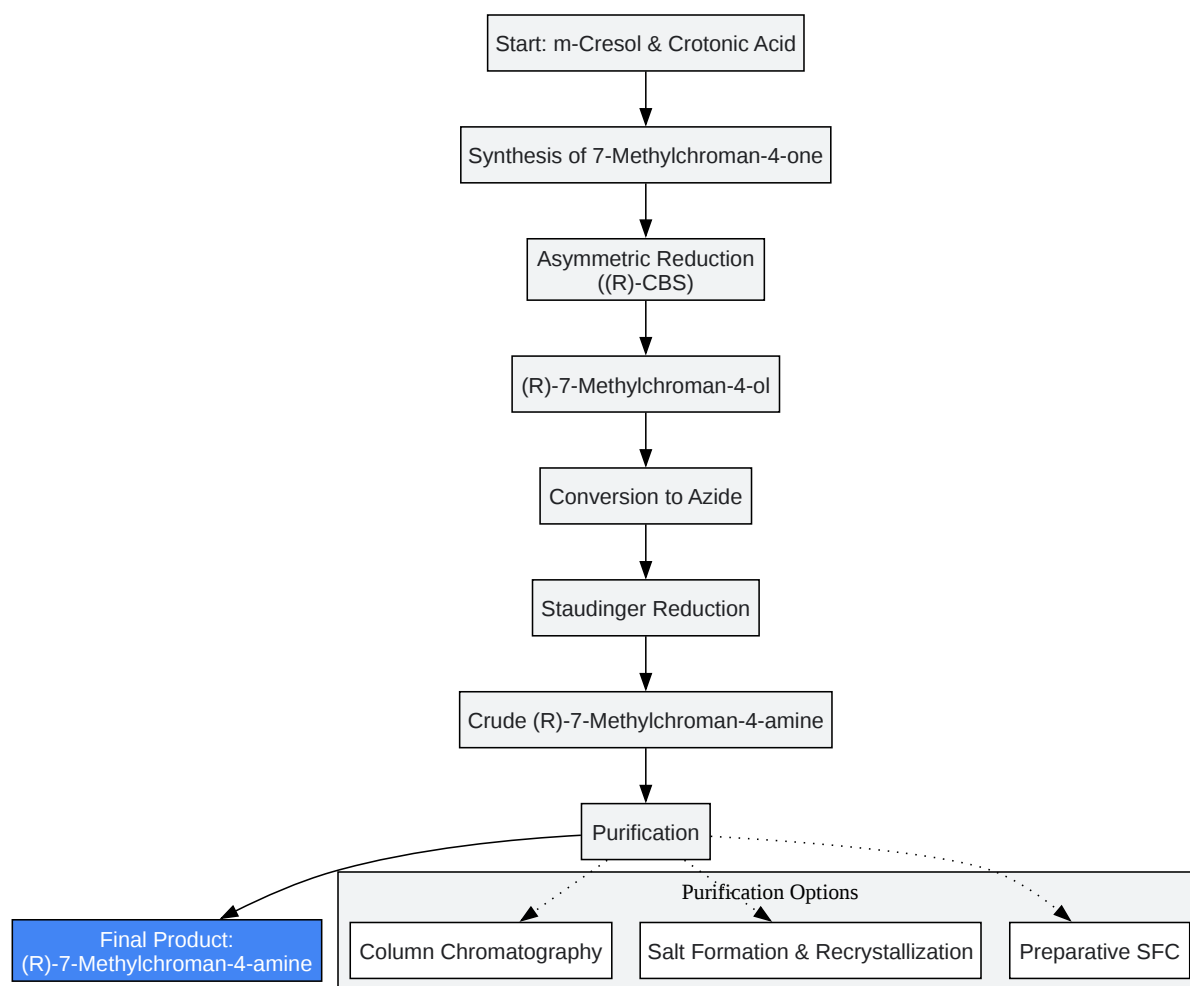 Start: m-Cresol & Crotonic Acid
Synthesis of 7-Methylchroman-4-one
Asymmetric Reduction
((R)-CBS)
(R)-7-Methylchroman-4-ol
Conversion to Azide
Staudinger Reduction
Crude (R)-7-Methylchroman-4-amine
Purification
Purification Options
Final Product:
(R)-7-Methylchroman-4-amine
Column Chromatography
Salt Formation & Recrystallization
Preparative SFC